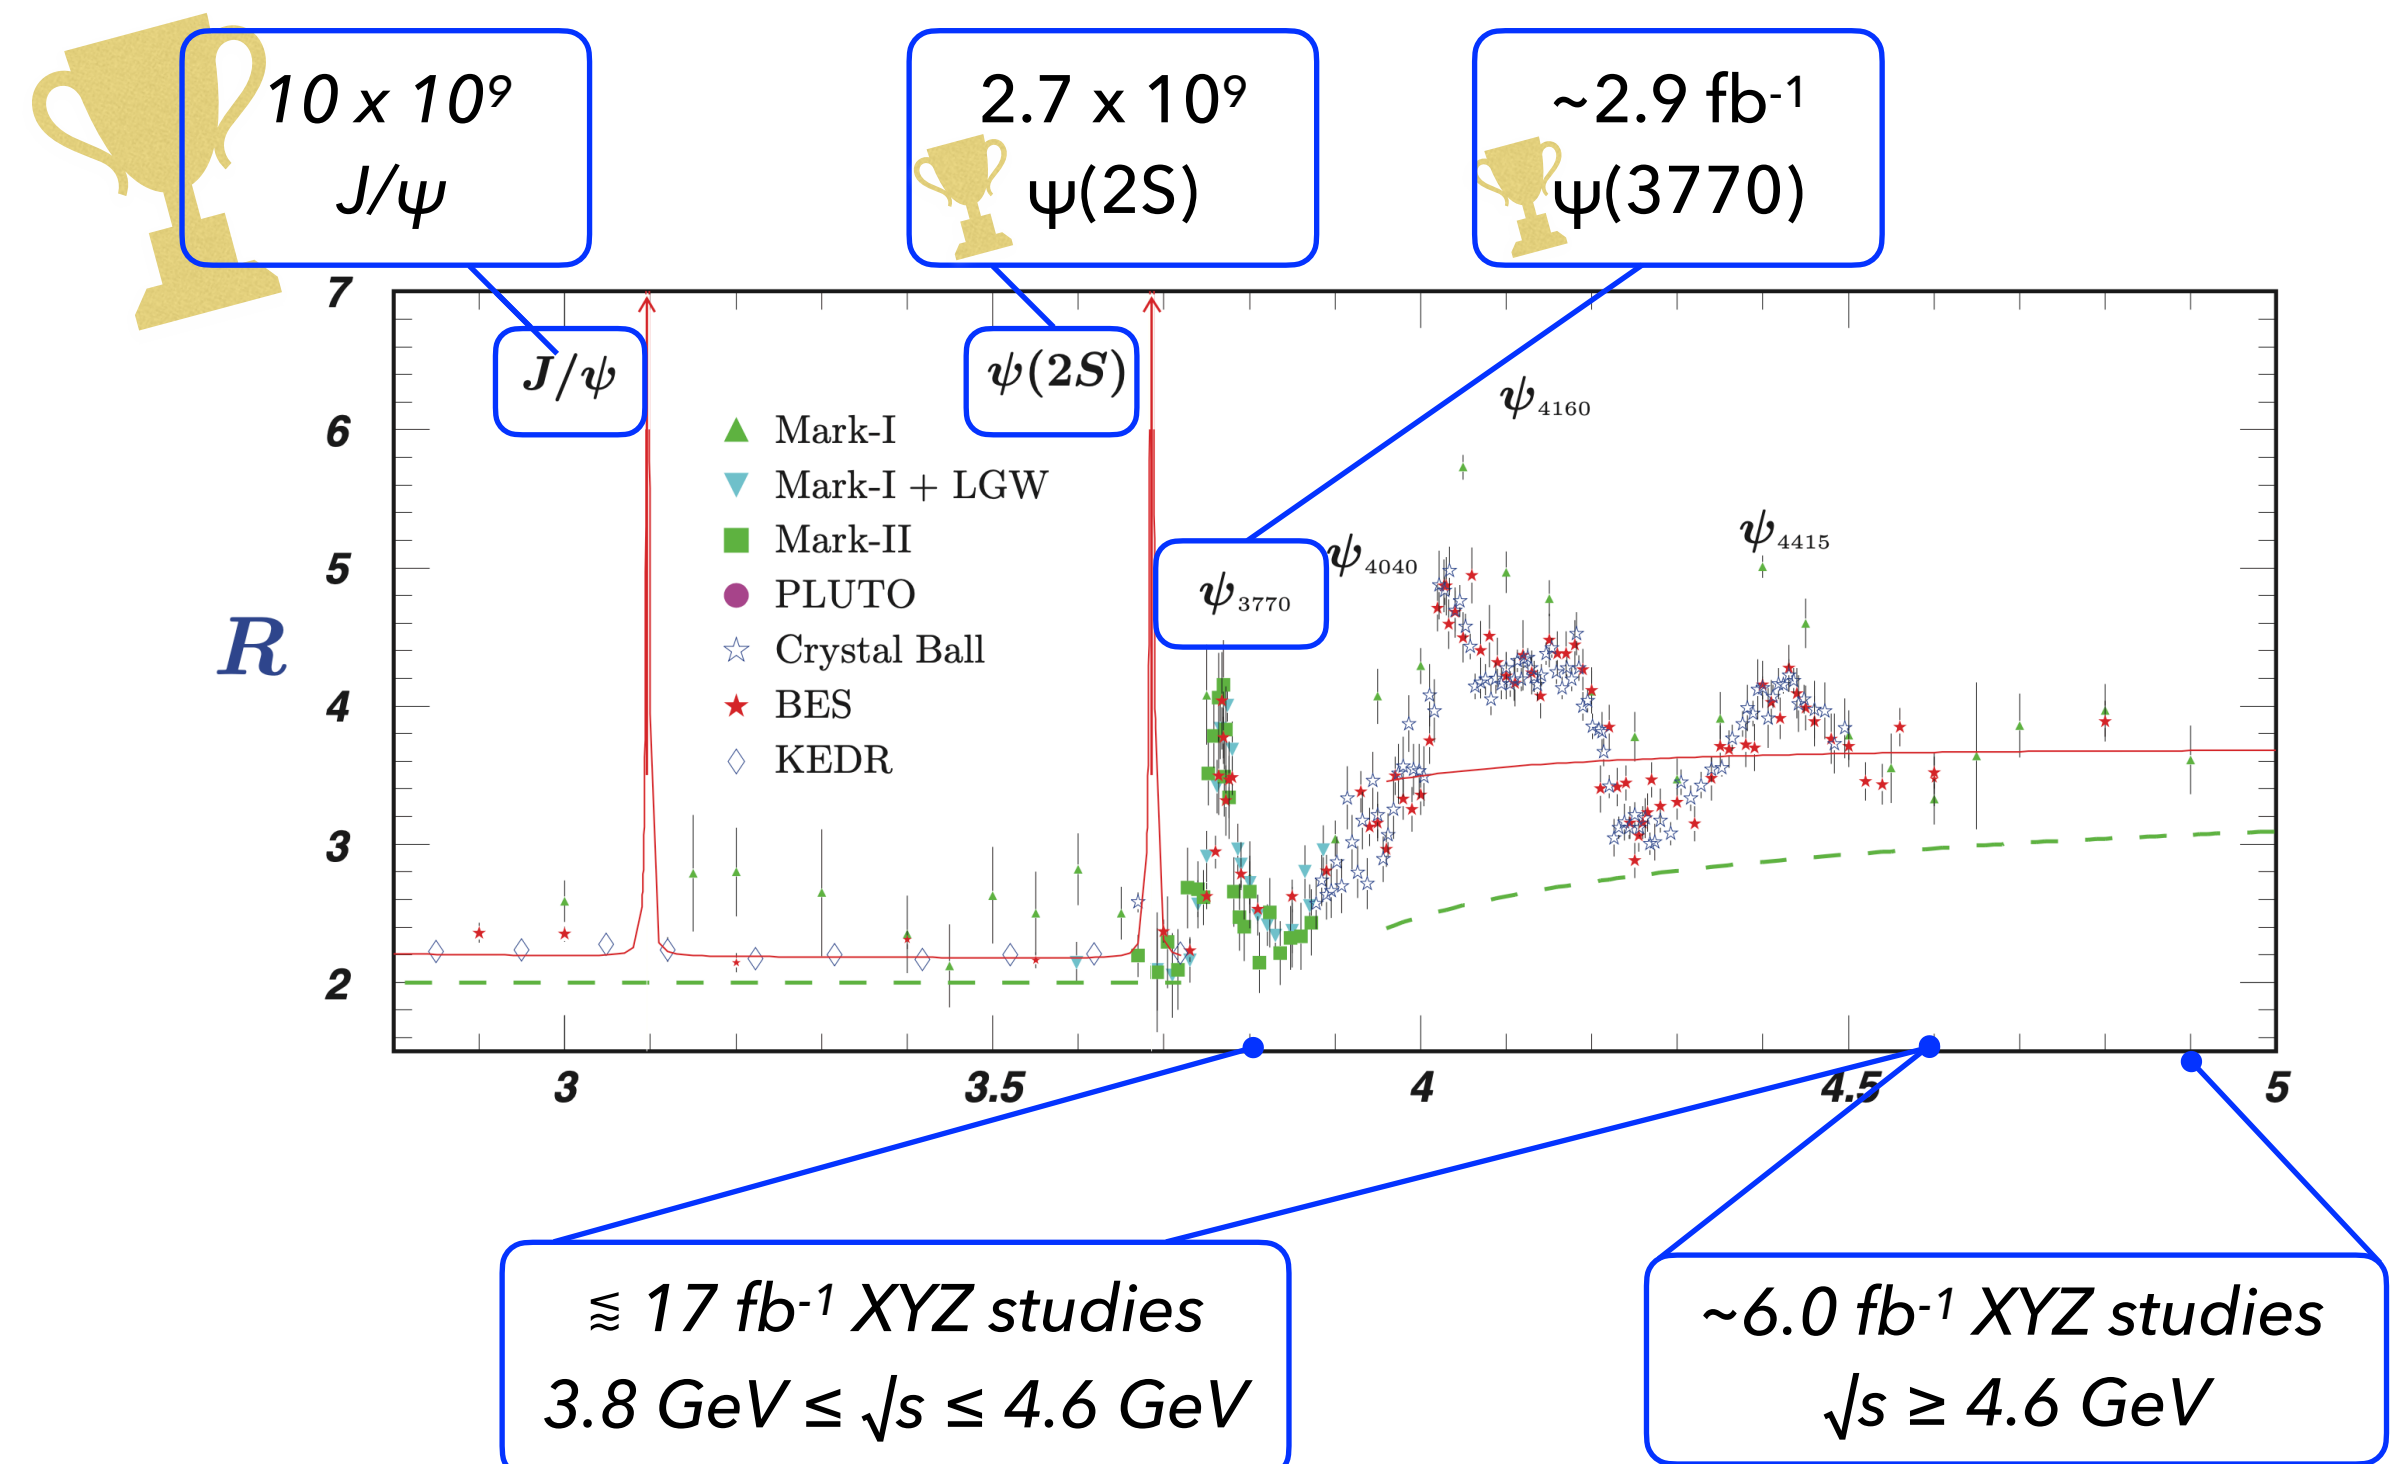 10 x 10⁹
J/ψ
2.7 x 10⁹
ψ(2S)
~2.9 fb⁻¹
ψ(3770)
7
6
5
4
3
2
R
J/ψ
ψ(2S)
ψ₃₇₇₀
ψ₄₀₄₀
ψ₄₁₆₀
ψ₄₄₁₅
Mark-I
Mark-I + LGW
Mark-II
PLUTO
Crystal Ball
BES
KEDR
3 3.5 4 4.5 5
⪅ 17 fb⁻¹ XYZ studies
3.8 GeV ≤ √s ≤ 4.6 GeV
~6.0 fb⁻¹ XYZ studies
√s ≥ 4.6 GeV